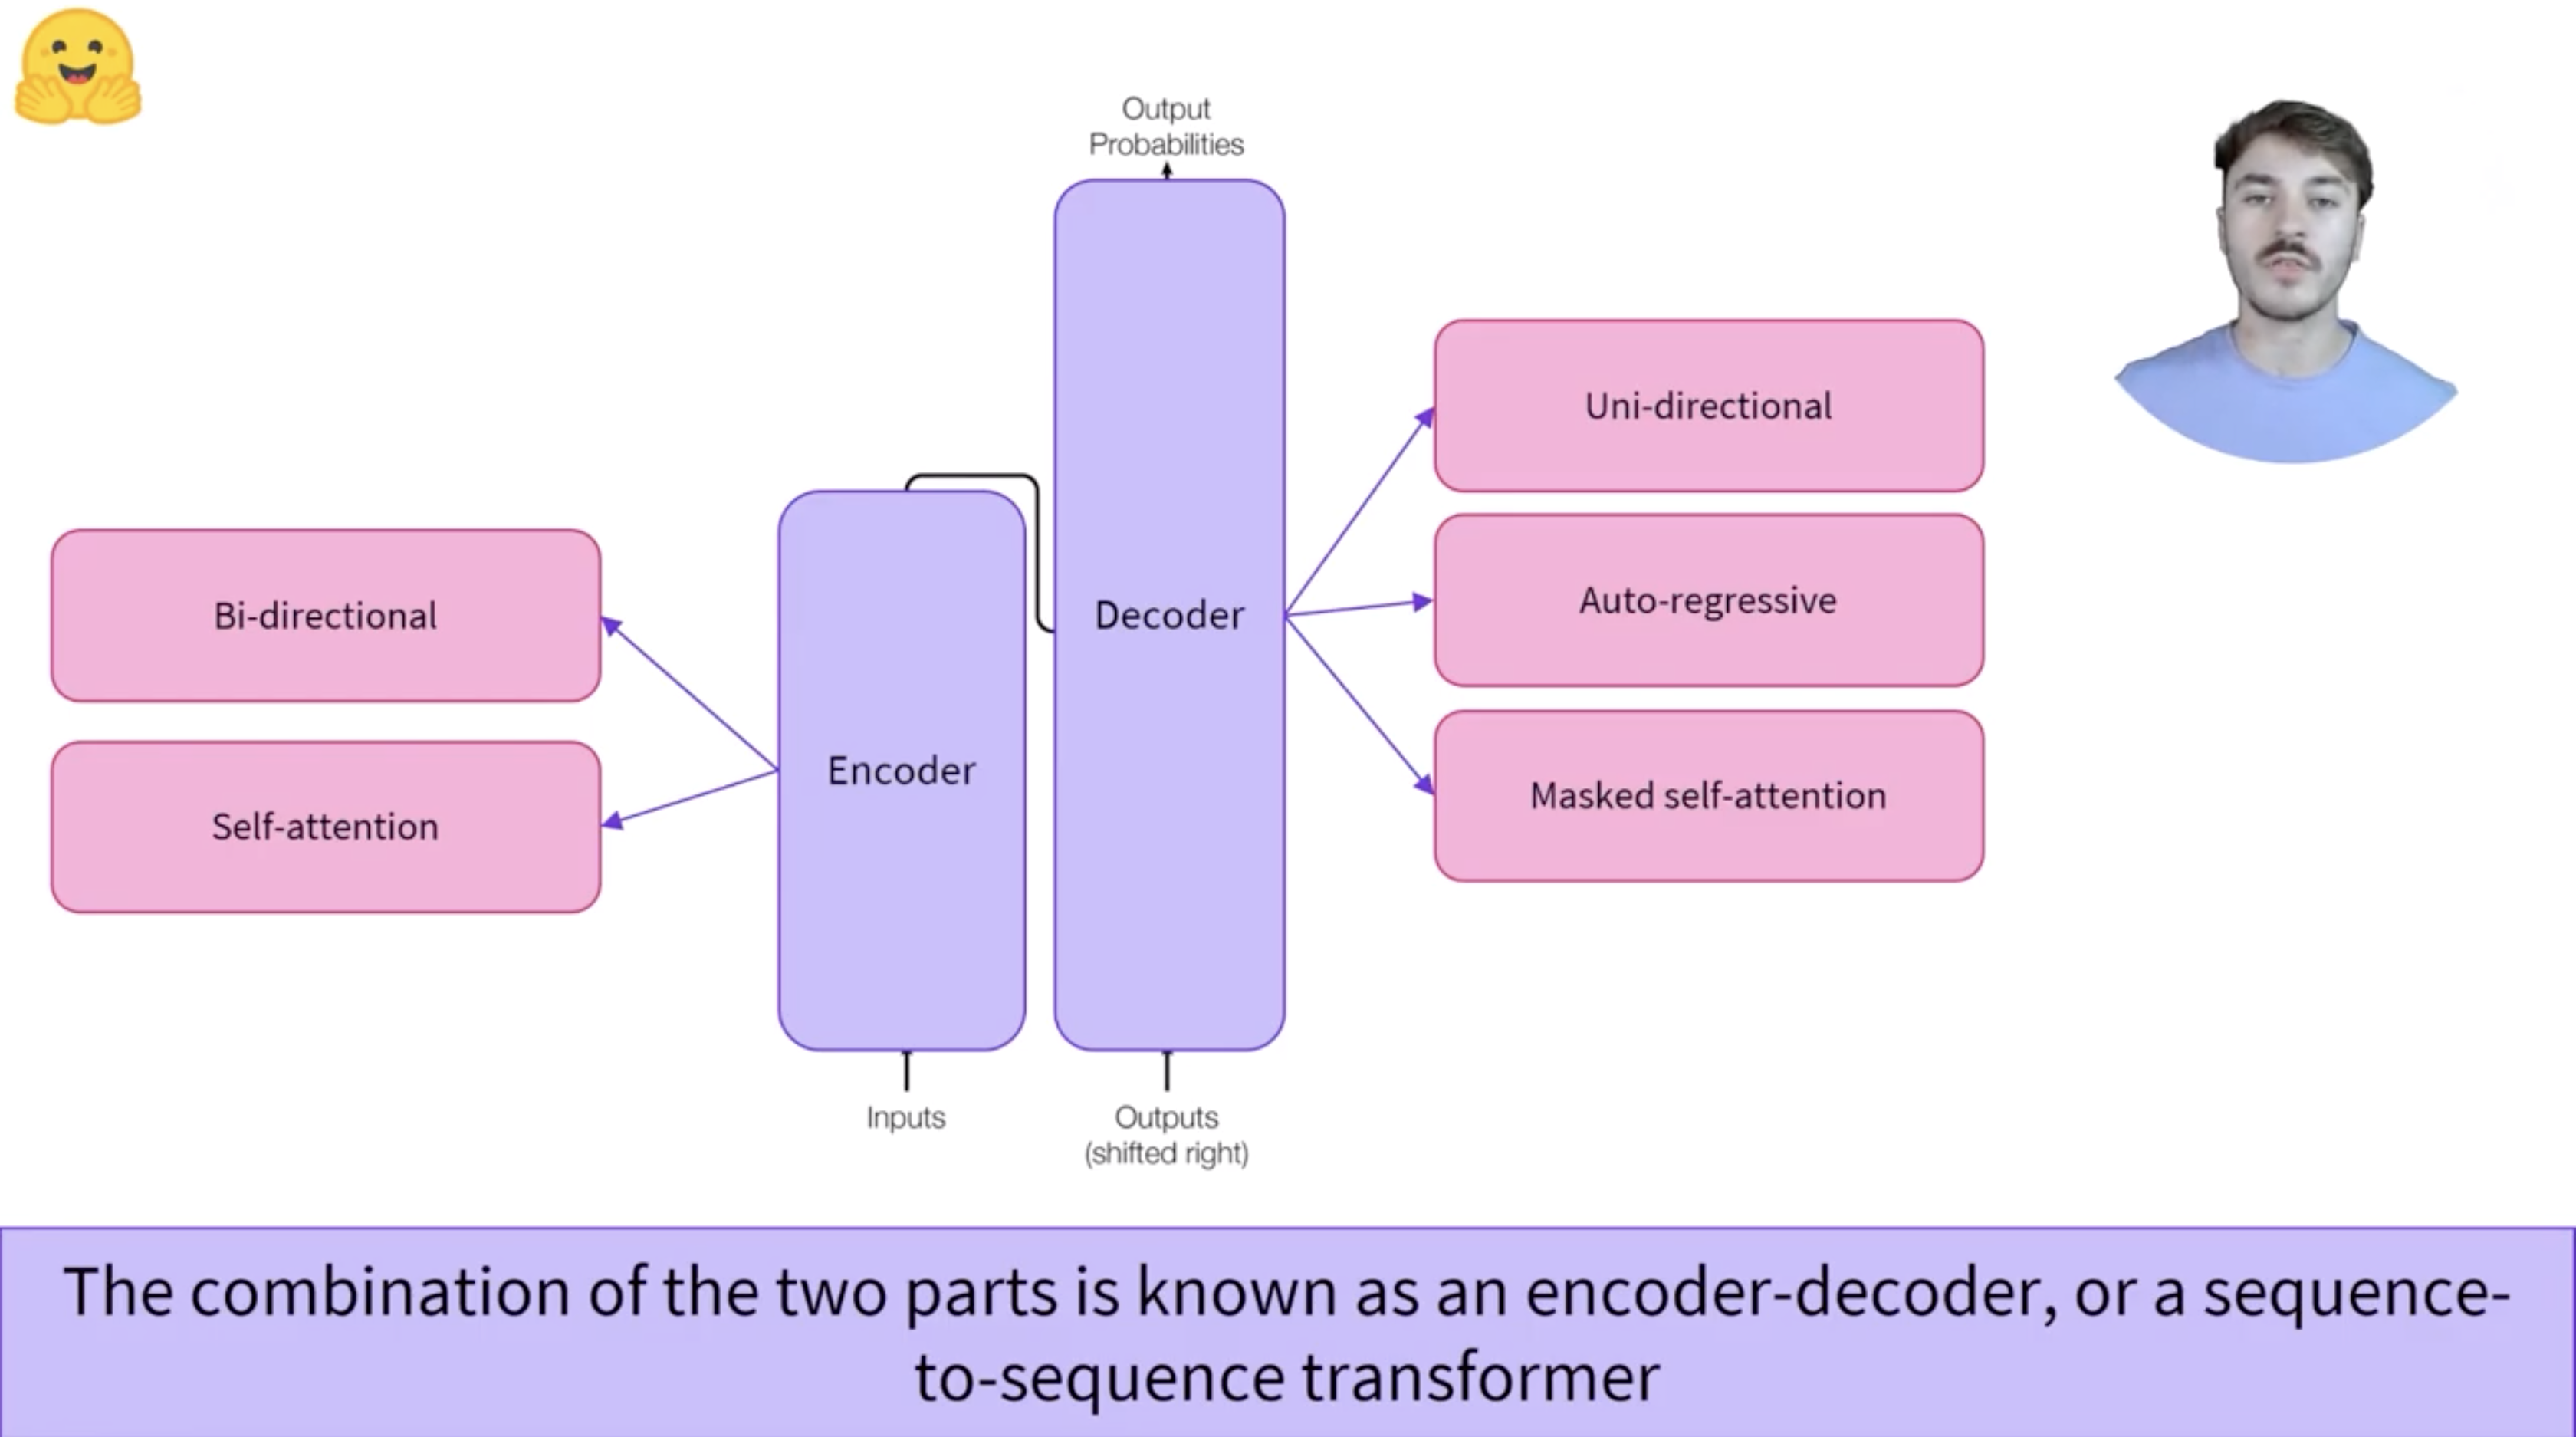 Output
Probabilities
Uni-directional
Bi-directional
Auto-regressive
Decoder
Self-attention
Encoder
Masked self-attention
Inputs
Outputs
(shifted right)
The combination of the two parts is known as an encoder-decoder, or a sequence-
to-sequence transformer